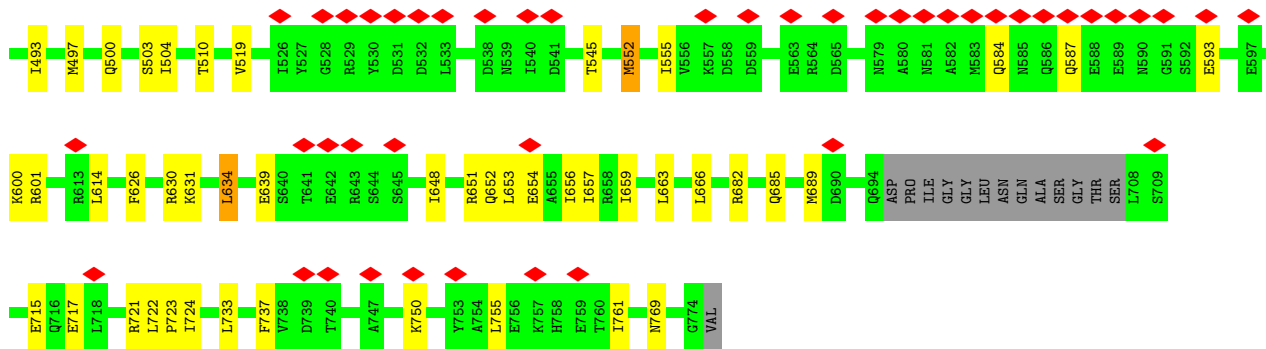 I493 M497 Q500 S503 I504 T510 V519 I526 Y527 G528 R529 Y530 D531 D532 L533 D538 N539 I540 D541 T545 M552 I555 V556 K557 D558 D559 E563 R564 D565 N579 A580 N581 A582 M583 Q584 N585 Q586 Q587 E588 E589 N590 G591 S592 E593 E597
K600 R601 R613 L614 F626 R630 K631 L634 E639 S640 T641 E642 R643 S644 S645 I648 R651 Q652 L653 E654 A655 I656 I657 R658 I659 L663 L666 R682 Q685 M689 D690 Q694 ASP PRO ILE GLY GLY LEU ASN GLN ALA SER GLY THR SER L708 S709
E715 Q716 E717 L718 R721 L722 P723 I724 L733 F737 V738 D739 T740 A747 K750 Y753 A754 L755 E756 K757 H758 E759 T760 I761 N769 G774 VAL